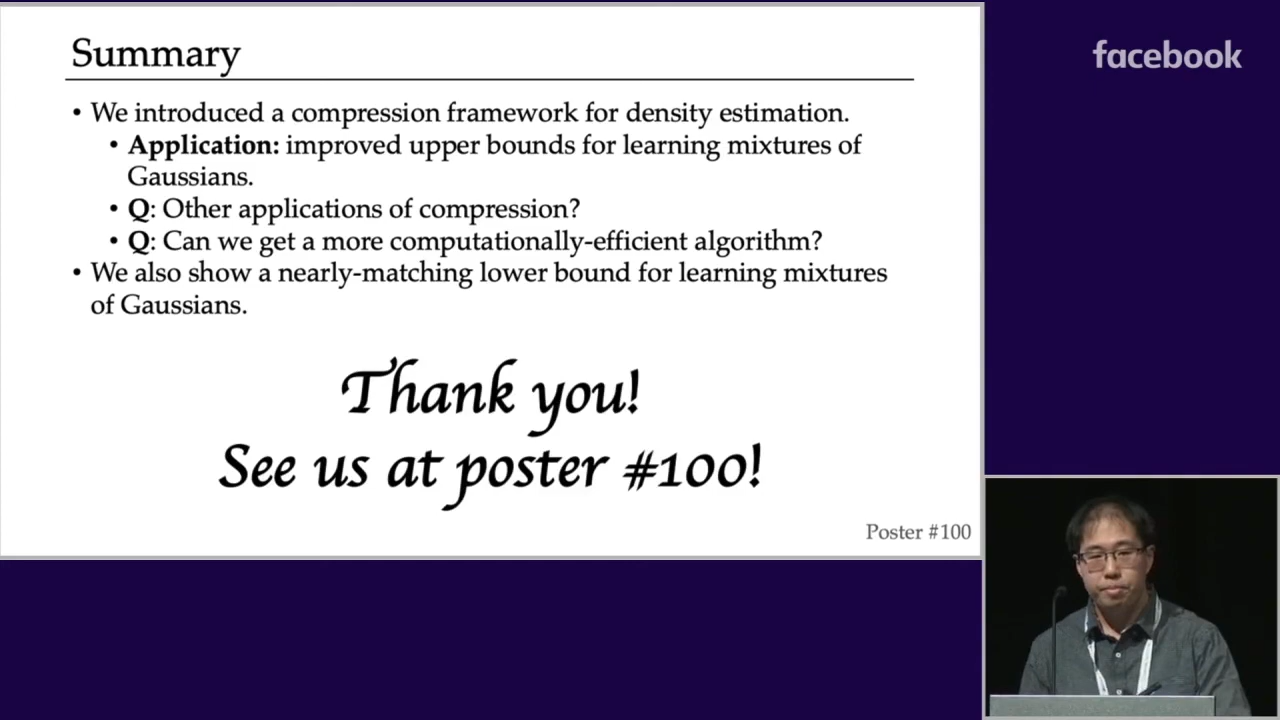 Summary
facebook
• We introduced a compression framework for density estimation.
• Application: improved upper bounds for learning mixtures of
Gaussians.
• Q: Other applications of compression?
• Q: Can we get a more computationally-efficient algorithm?
• We also show a nearly-matching lower bound for learning mixtures
of Gaussians.
Thank you!
See us at poster #100!
Poster #100